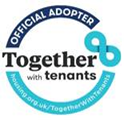 OFFICIAL ADOPTER
Together
with tenants
housing.org.uk/TogetherWithTenants